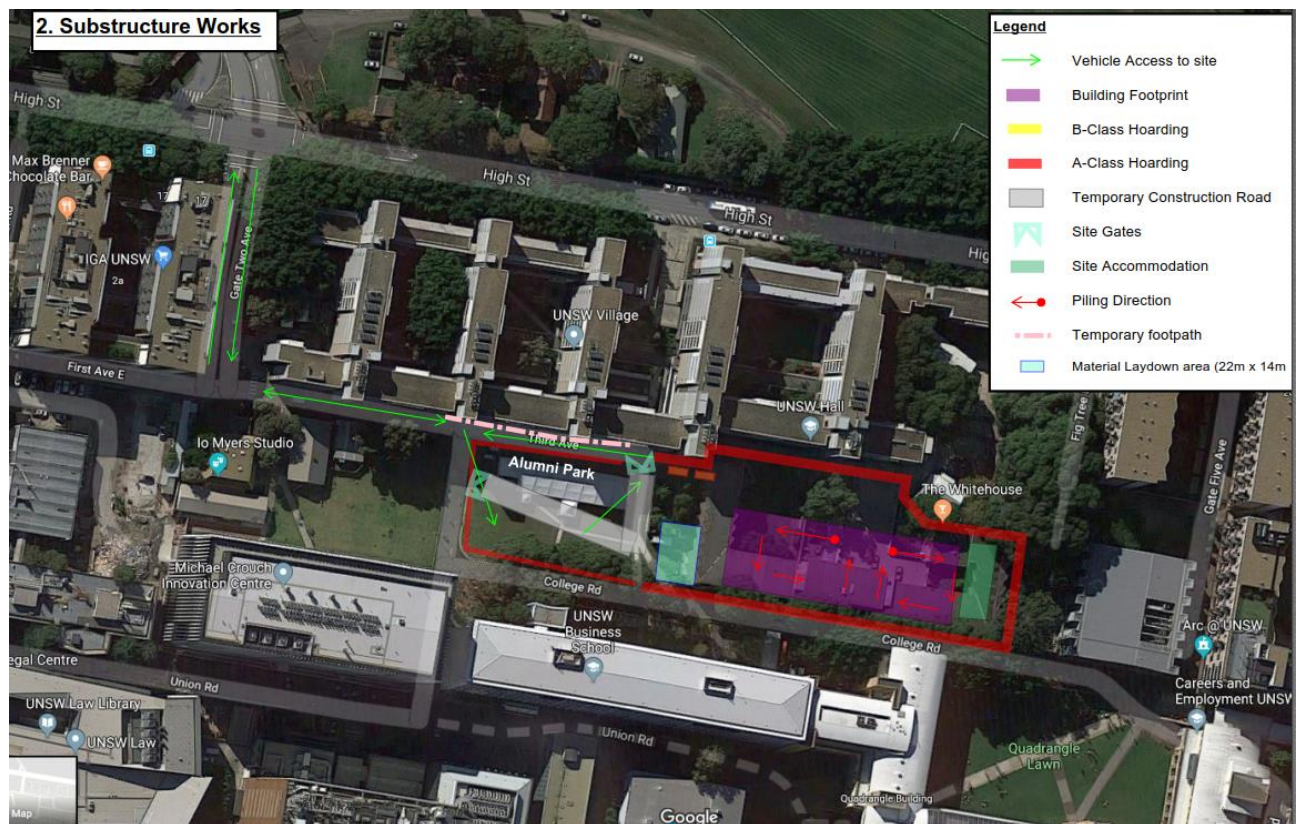 2. Substructure Works
Legend
Vehicle Access to site
Building Footprint
B-Class Hoarding
A-Class Hoarding
Temporary Construction Road
Site Gates
Site Accommodation
Piling Direction
Temporary footpath
Material Laydown area (22m x 14m
High St
High St
High St
Hig
Max Brenner
Chocolate Bar
17
17
IGA UNSW
2a
Gate Two Ave
UNSW Village
First Ave E
UNSW Hall
Fig Tree
Gate Five Ave
Io Myers Studio
Third Ave
Alumni Park
The Whitehouse
Michael Crouch
Innovation Centre
College Rd
UNSW
Business
School
College Rd
Arc @ UNSW
egal Centre
Union Rd
Careers and
Employment UNSW
UNSW Law Library
UNSW Law
Union Rd
Quadrangle
Lawn
Quadrangle Building
Map
Google